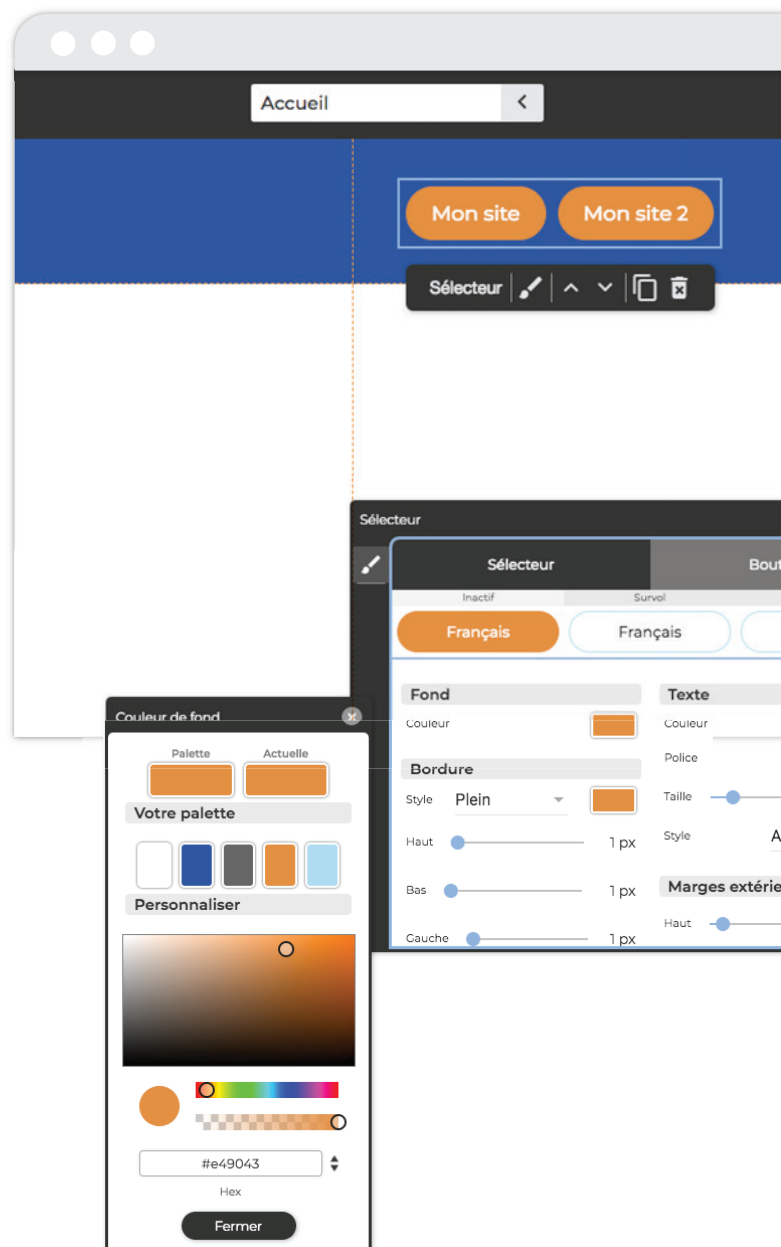 Accueil
Mon site Mon site 2
Sélecteur
Sélecteur
Sélecteur Bout
Inactif Survol
Français Français
Fond Texte
Couleur Couleur
Police
Bordure
Style Plein Taille
Haut 1 px Style A
Bas 1 px Marges extérie
Gauche 1 px Haut
Couleur de fond
Palette Actuelle
Votre palette
Personnaliser
#e49043
Hex
Fermer